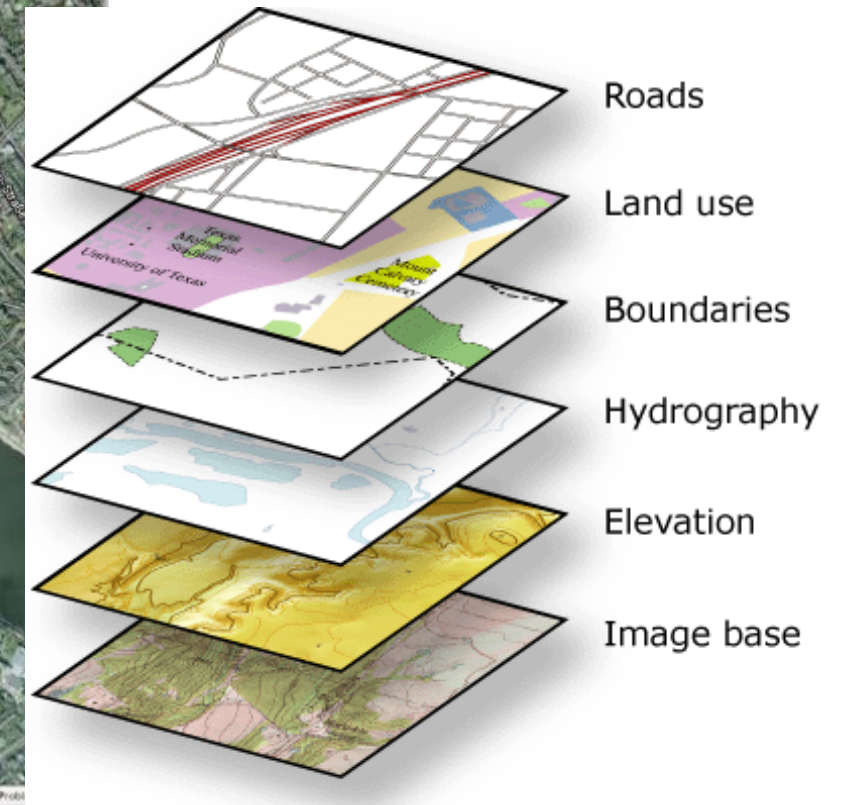 Roads
Land use
Texas
Memorial
Stadium
University of Texas
Mount
Calvary
Cemetery
Boundaries
Hydrography
Elevation
Image base